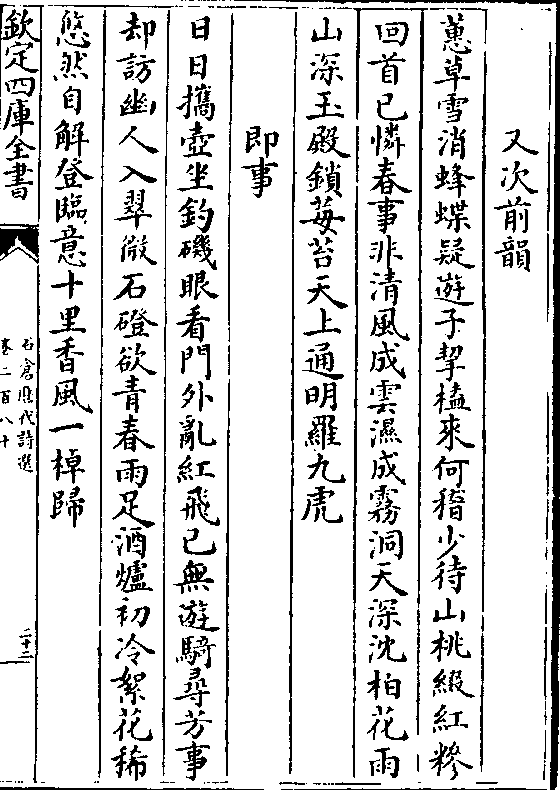 又次前韻
蕙草雪消蜂蝶疑遊子挈榼來何稽少待山桃綴紅糝
回首已憐春事非清風成雲濕成霧洞天深沈柏花雨
山深玉殿鎖莓苔天上通明羅九虎
即事
日日攜壺坐釣磯眼看門外亂紅飛已無遊騎尋芳事
却訪幽人入翠微石磴欲青春雨足酒爐初冷絮花稀
悠然自解登臨意十里香風一棹歸
欽定四庫全書
石倉歷代詩選
卷二百八十
二十三